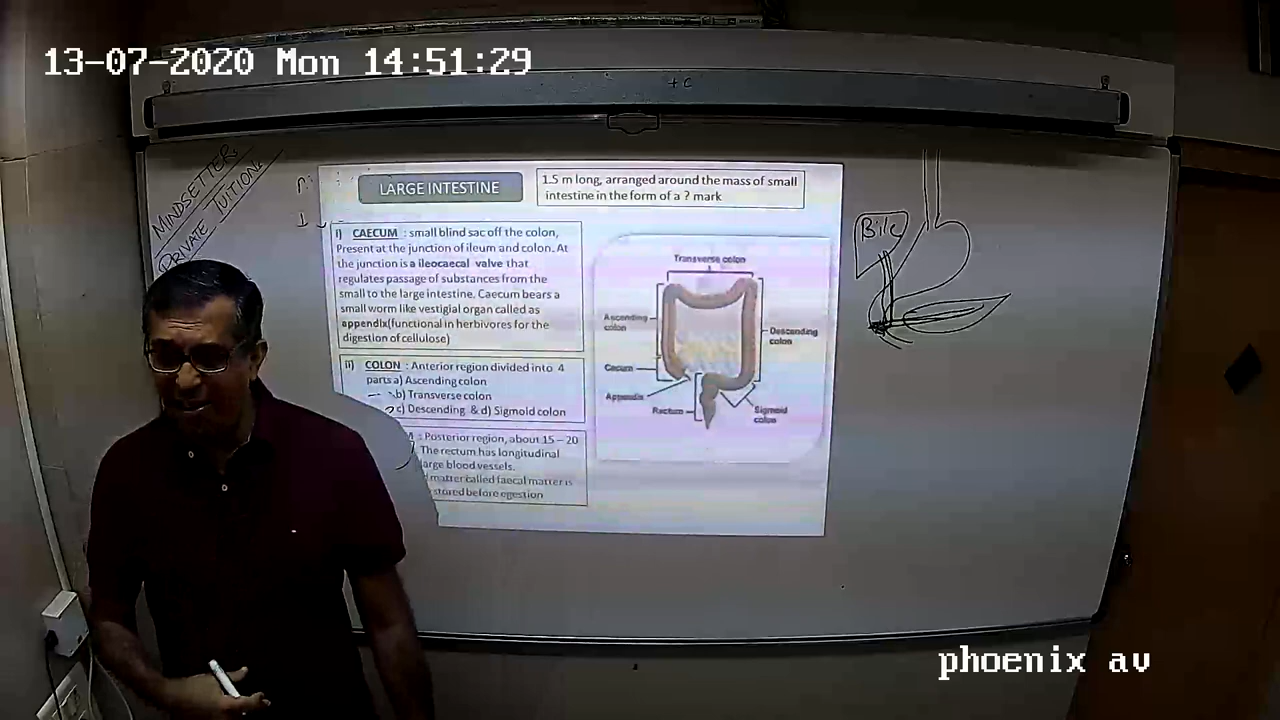 13-07-2020 Mon 14:51:29
+C
MINDSETTERS
PRIVATE TUITIONS
LARGE INTESTINE
1.5 m long, arranged around the mass of small
intestine in the form of a ? mark
i) CAECUM : small blind sac off the colon,
Present at the junction of ileum and colon. At
the junction is a ileocaecal valve that
regulates passage of substances from the
small to the large intestine. Caecum bears a
small worm like vestigial organ called as
appendix(functional in herbivores for the
digestion of cellulose)
ii) COLON : Anterior region divided into 4
parts a) Ascending colon
b) Transverse colon
c) Descending & d) Sigmoid colon
M : Posterior region, about 15 – 20
The rectum has longitudinal
large blood vessels.
matter called faecal matter is
stored before egestion
Transverse colon
Ascending
colon
Descending
colon
Cecum
Appendix
Rectum
Sigmoid
colon
Bile
phoenix av